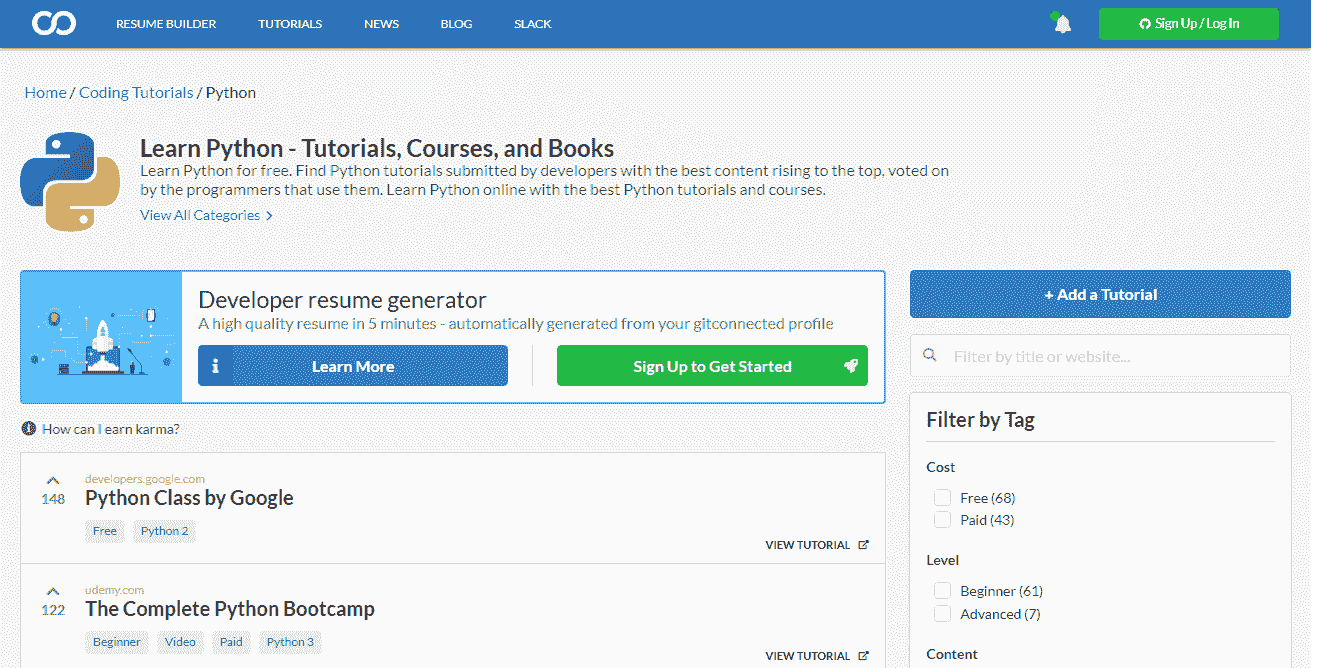 RESUME BUILDER TUTORIALS NEWS BLOG SLACK Sign Up / Log In
Home / Coding Tutorials / Python
Learn Python - Tutorials, Courses, and Books
Learn Python for free. Find Python tutorials submitted by developers with the best content rising to the top, voted on
by the programmers that use them. Learn Python online with the best Python tutorials and courses.
View All Categories
Developer resume generator
A high quality resume in 5 minutes - automatically generated from your gitconnected profile
Learn More
Sign Up to Get Started
How can I earn karma?
148
developers.google.com
Python Class by Google
Free Python 2
VIEW TUTORIAL
122
udemy.com
The Complete Python Bootcamp
Beginner Video Paid Python 3
VIEW TUTORIAL
+ Add a Tutorial
Filter by title or website...
Filter by Tag
Cost
Free (68)
Paid (43)
Level
Beginner (61)
Advanced (7)
Content